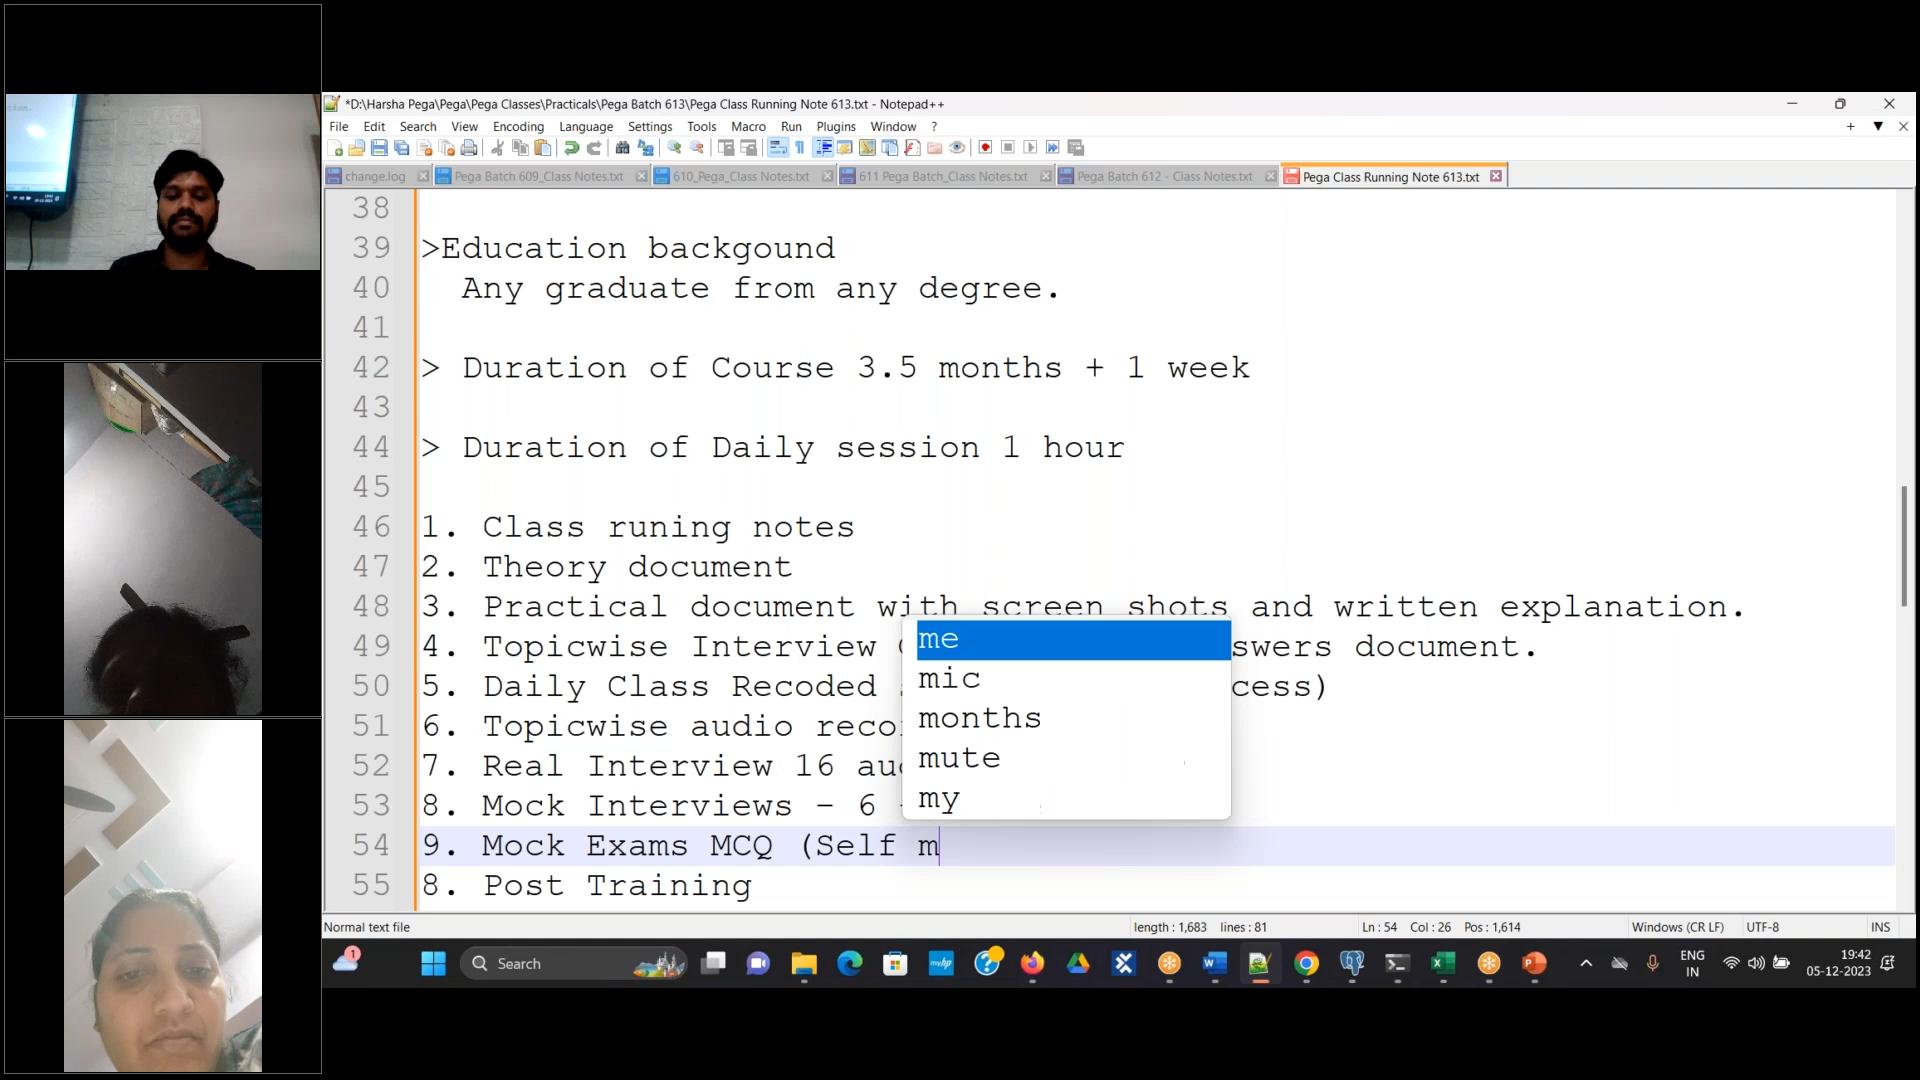 *D:\Harsha Pega\Pega\Pega Classes\Practicals\Pega Batch 613\Pega Class Running Note 613.txt - Notepad++
File Edit Search View Encoding Language Settings Tools Macro Run Plugins Window ?
change.log Pega Batch 609_Class Notes.txt 610_Pega_Class Notes.txt 611 Pega Batch_Class Notes.txt Pega Batch 612 - Class Notes.txt Pega Class Running Note 613.txt
38
39 >Education backgound
40 Any graduate from any degree.
41
42 > Duration of Course 3.5 months + 1 week
43
44 > Duration of Daily session 1 hour
45
46 1. Class runing notes
47 2. Theory document
48 3. Practical document with screen shots and written explanation.
49 4. Topicwise Interview swers document.
50 5. Daily Class Recoded cess)
51 6. Topicwise audio reco
52 7. Real Interview 16 au
53 8. Mock Interviews - 6
54 9. Mock Exams MCQ (Self m
55 8. Post Training
me
mic
months
mute
my
Normal text file length : 1,683 lines : 81 Ln : 54 Col : 26 Pos : 1,614 Windows (CR LF) UTF-8 INS
1 Search myhp ENG IN 19:42 05-12-2023